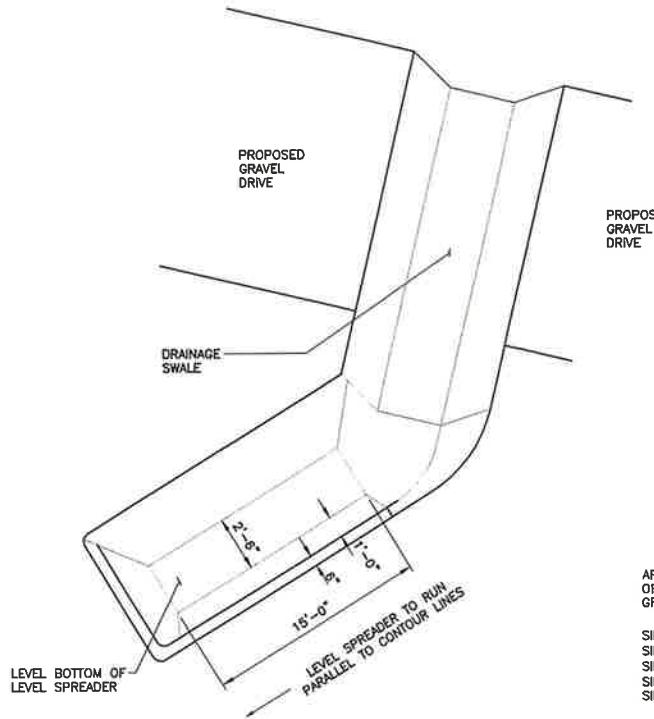 PROPOSED
GRAVEL
DRIVE
PROPOS
GRAVEL
DRIVE
DRAINAGE
SWALE
2'-6"
1'-0"
6"
15'-0"
LEVEL SPREADER TO RUN
PARALLEL TO CONTOUR LINES
LEVEL BOTTOM OF
LEVEL SPREADER